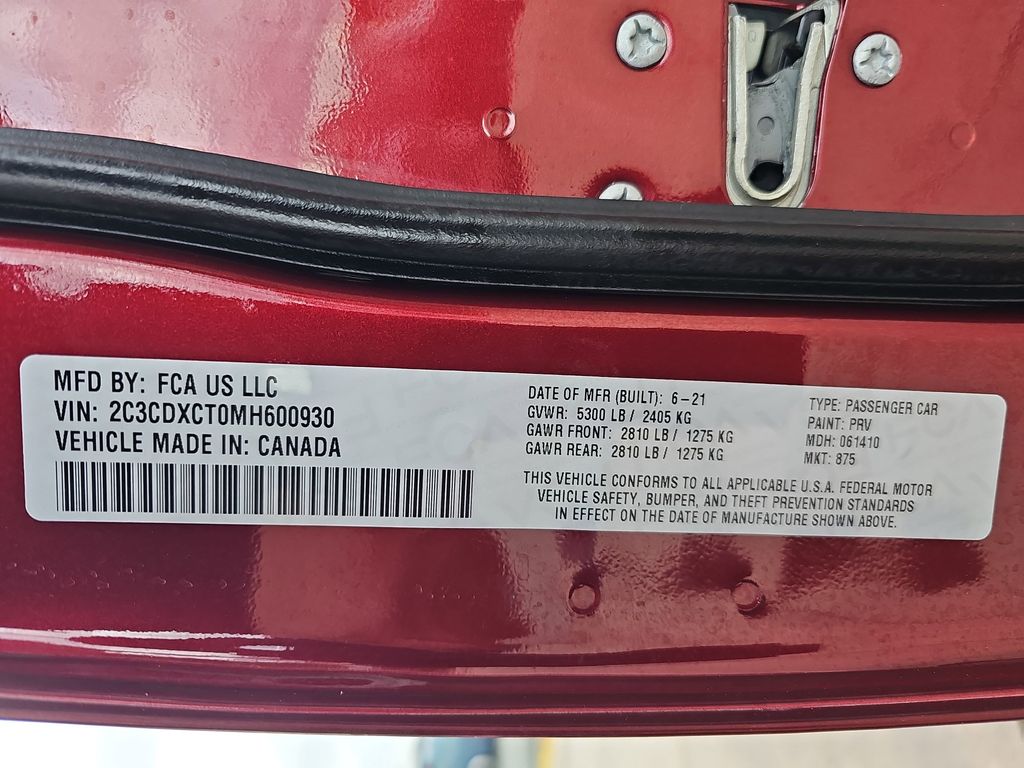 MFD BY: FCA US LLC
VIN: 2C3CDXCT0MH600930
VEHICLE MADE IN: CANADA
DATE OF MFR (BUILT): 6-21
GVWR: 5300 LB / 2405 KG
GAWR FRONT: 2810 LB / 1275 KG
GAWR REAR: 2810 LB / 1275 KG
TYPE: PASSENGER CAR
PAINT: PRV
MDH: 061410
MKT: 875
THIS VEHICLE CONFORMS TO ALL APPLICABLE U.S.A. FEDERAL MOTOR
VEHICLE SAFETY, BUMPER, AND THEFT PREVENTION STANDARDS
IN EFFECT ON THE DATE OF MANUFACTURE SHOWN ABOVE.